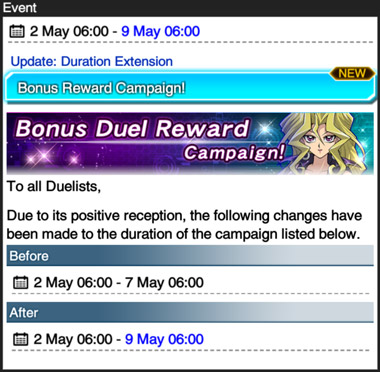 Event
2 May 06:00 - 9 May 06:00
Update: Duration Extension
NEW
Bonus Reward Campaign!
Bonus Duel Reward
Campaign!
To all Duelists,
Due to its positive reception, the following changes have
been made to the duration of the campaign listed below.
Before
2 May 06:00 - 7 May 06:00
After
2 May 06:00 - 9 May 06:00